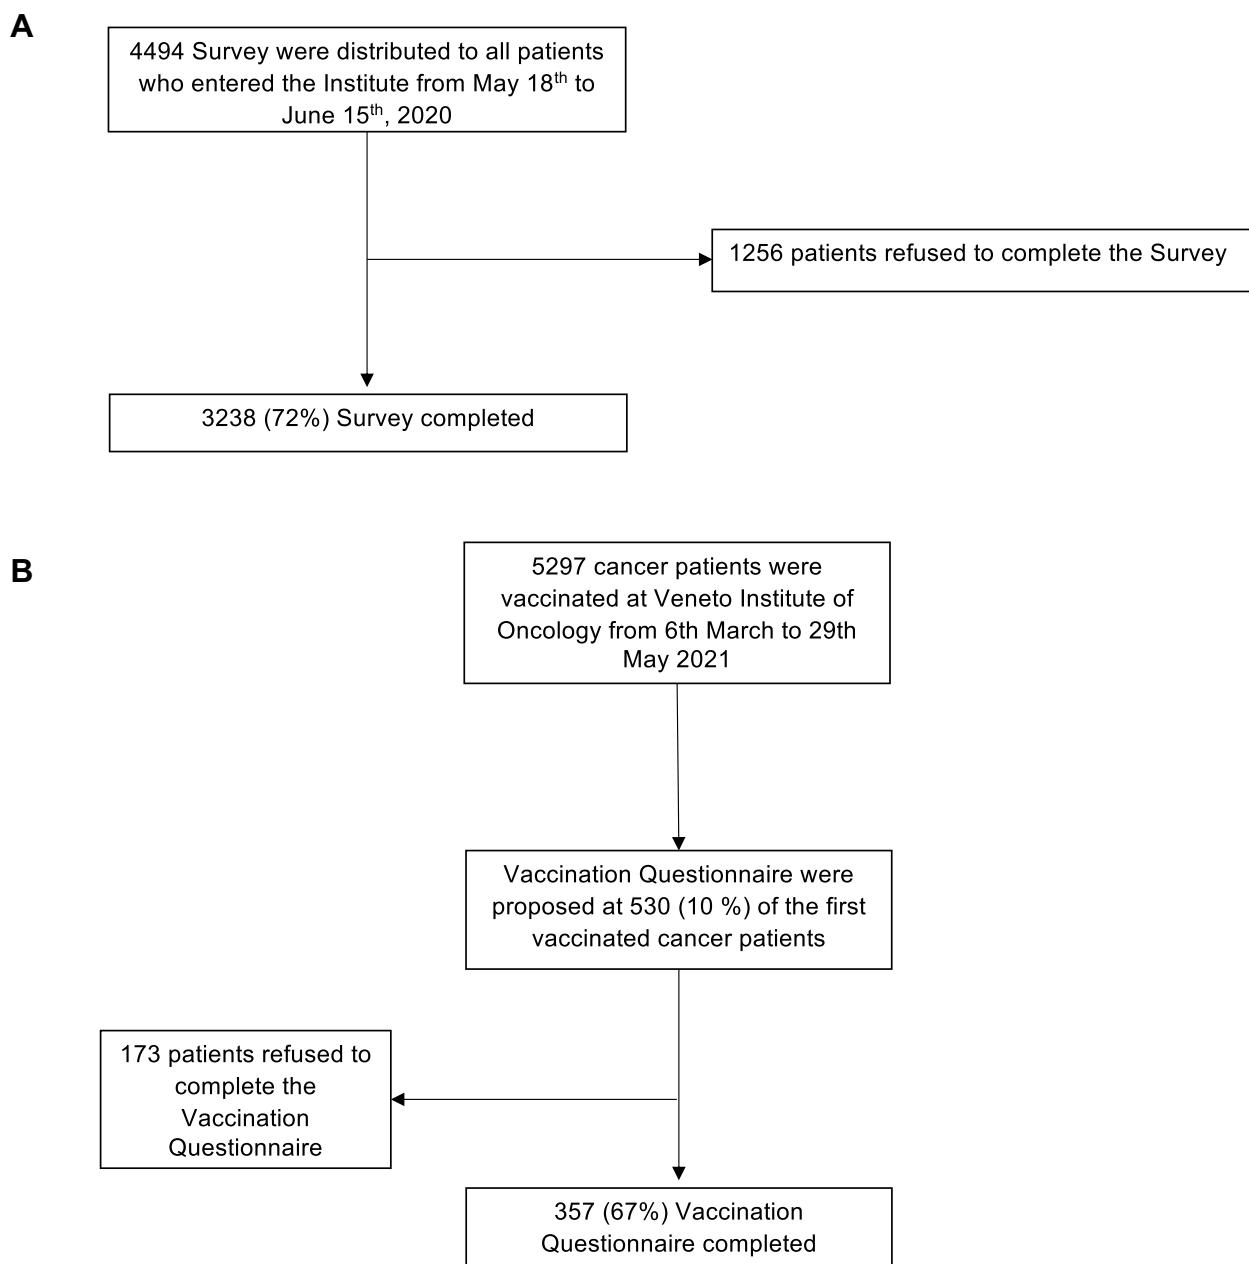 A
4494 Survey were distributed to all patients
who entered the Institute from May 18th to
June 15th, 2020
1256 patients refused to complete the Survey
3238 (72%) Survey completed
B
5297 cancer patients were
vaccinated at Veneto Institute of
Oncology from 6th March to 29th
May 2021
Vaccination Questionnaire were
proposed at 530 (10 %) of the first
vaccinated cancer patients
173 patients refused to
complete the
Vaccination
Questionnaire
357 (67%) Vaccination
Questionnaire completed